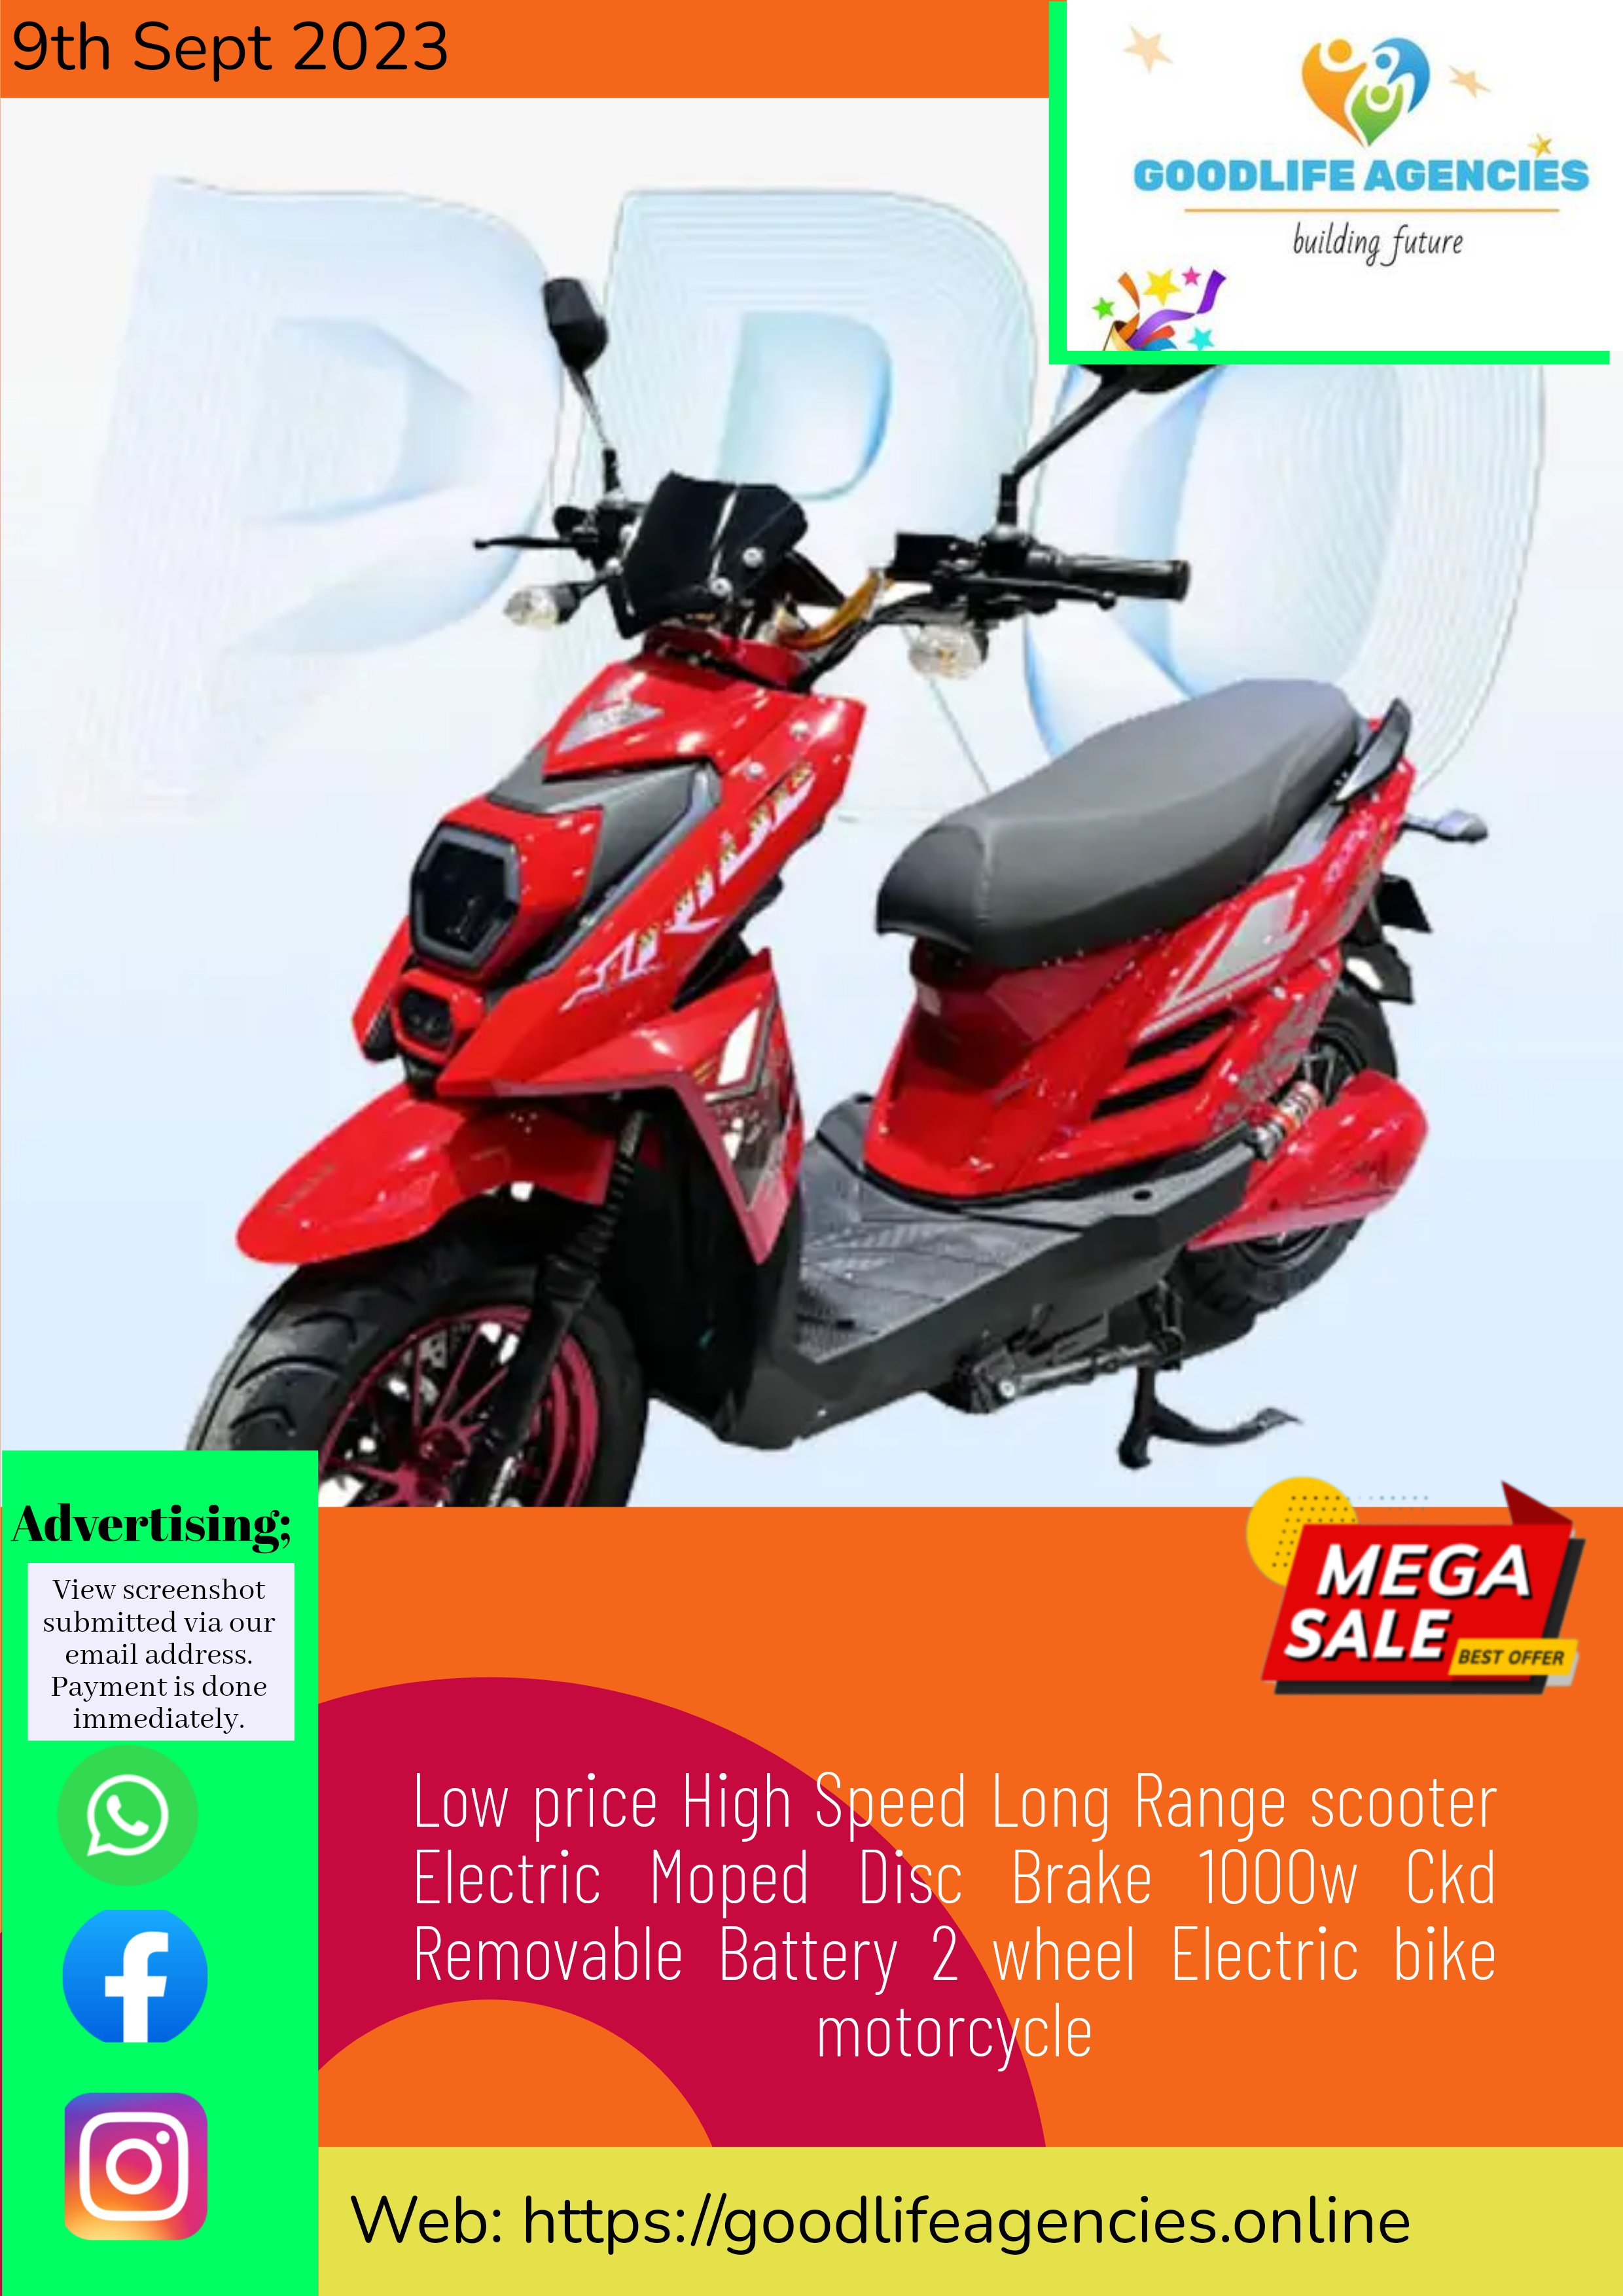 9th Sept 2023
GOODLIFE AGENCIES
building future
PRO
Advertising;
View screenshot
submitted via our
email address.
Payment is done
immediately.
MEGA
SALE
BEST OFFER
Low price High Speed Long Range scooter
Electric Moped Disc Brake 1000w Ckd
Removable Battery 2 wheel Electric bike
motorcycle
Web: https://goodlifeagencies.online